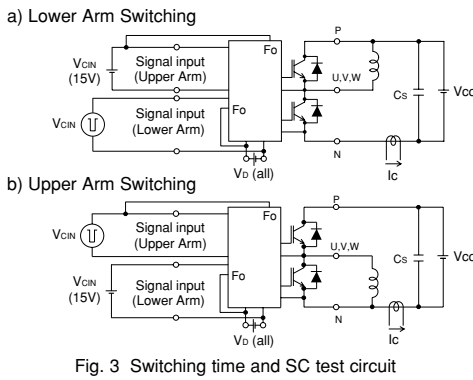 a) Lower Arm Switching
P
Fo
VCIN
(15V)
Signal input
(Upper Arm)
U,V,W
CS
Vcc
Signal input
(Lower Arm)
Fo
VCIN
N
VD (all)
Ic
b) Upper Arm Switching
P
Fo
VCIN
Signal input
(Upper Arm)
U,V,W
CS
Vcc
VCIN
(15V)
Signal input
(Lower Arm)
Fo
N
VD (all)
Ic
Fig. 3 Switching time and SC test circuit